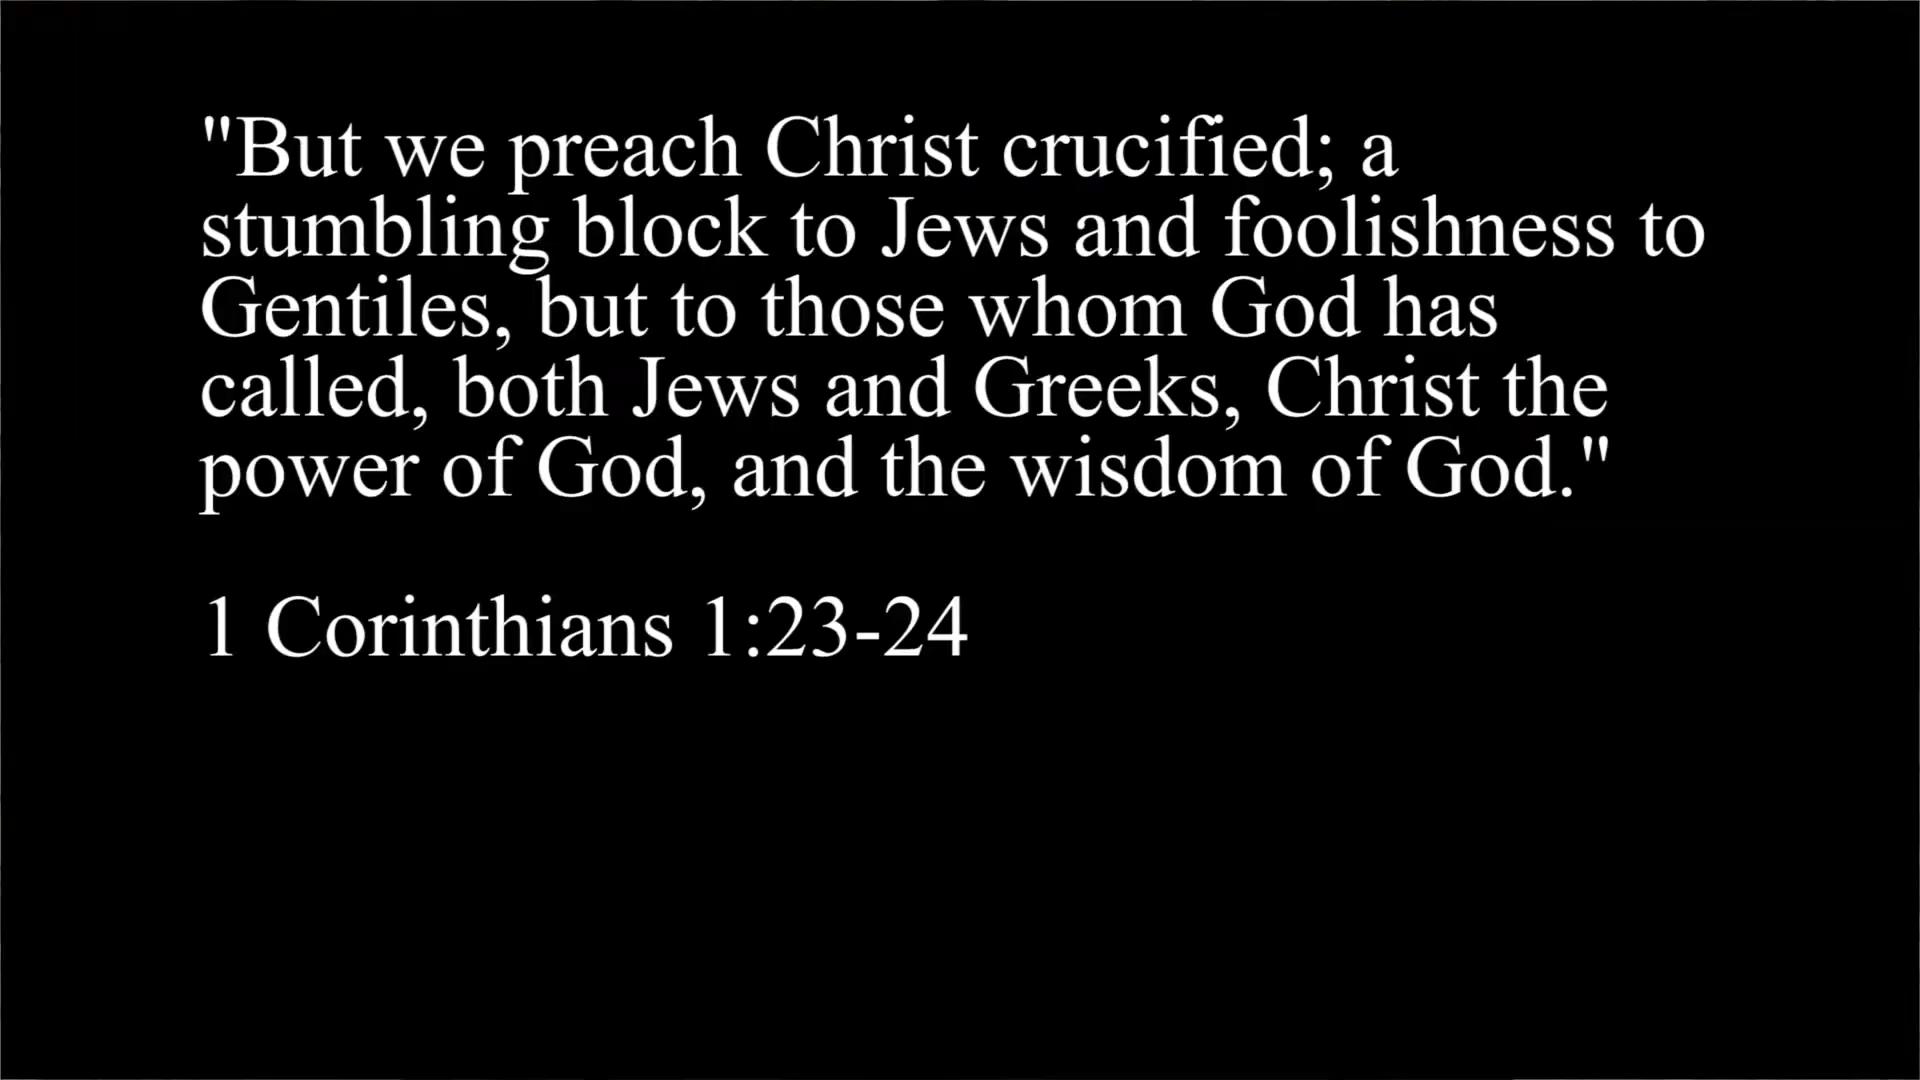 "But we preach Christ crucified; a
stumbling block to Jews and foolishness to
Gentiles, but to those whom God has
called, both Jews and Greeks, Christ the
power of God, and the wisdom of God."
1 Corinthians 1:23-24